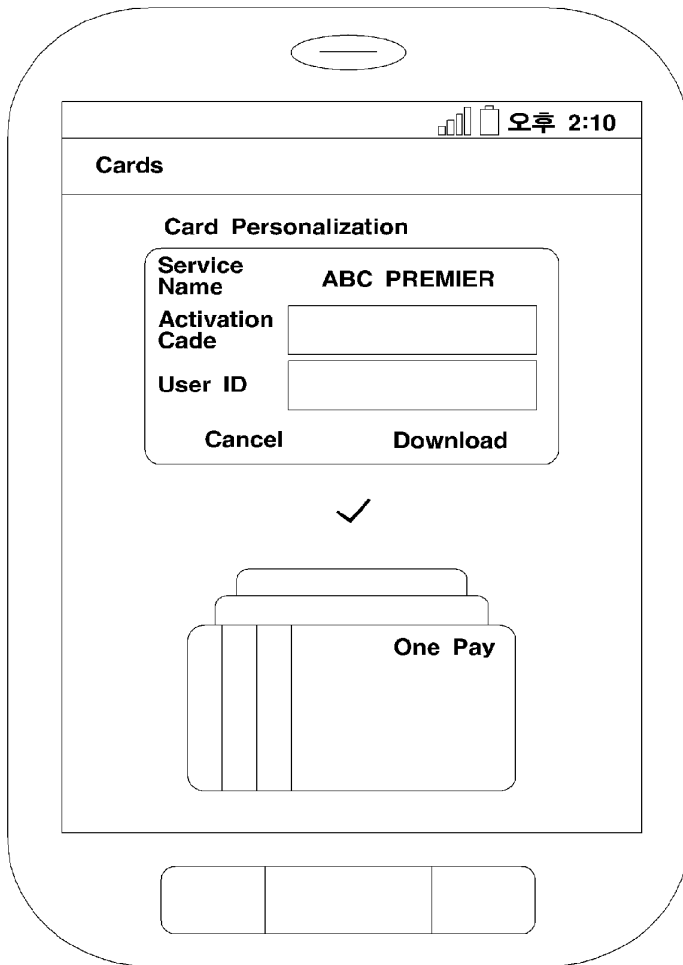 오후 2:10
Cards
Card Personalization
Service
Name
ABC PREMIER
Activation
Cade
User ID
Cancel Download
One Pay